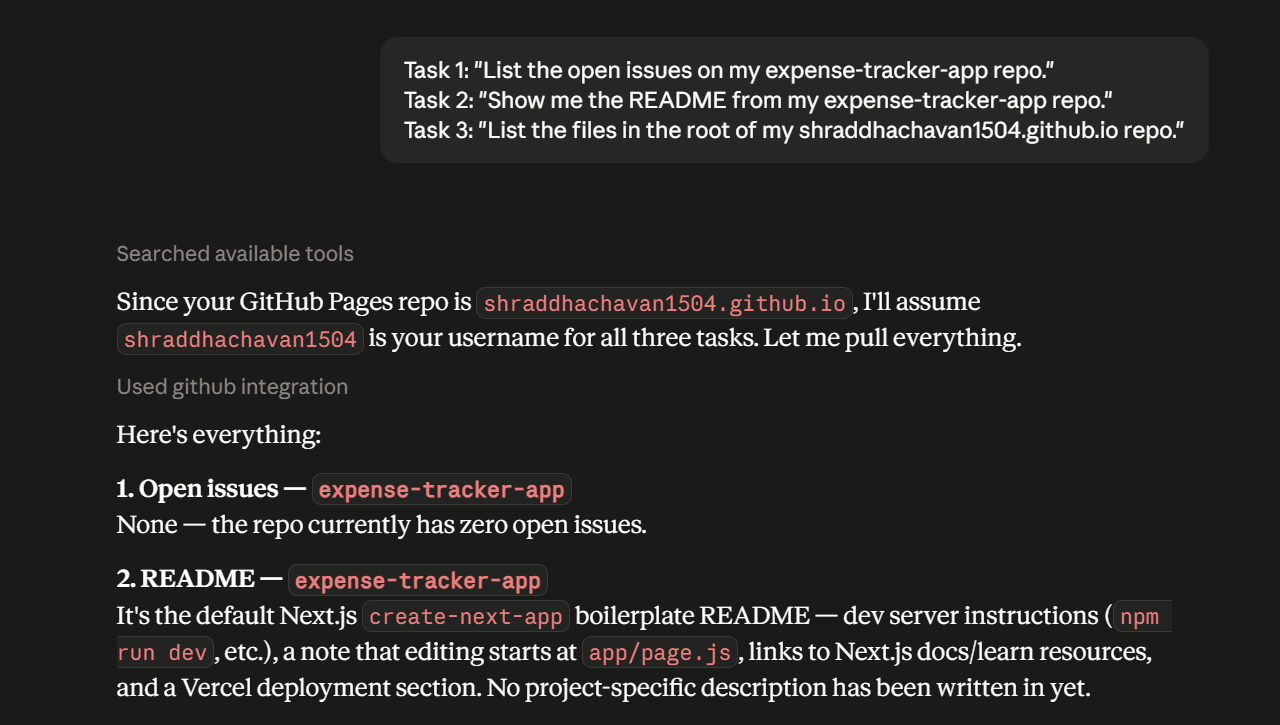 Task 1: "List the open issues on my expense-tracker-app repo."
Task 2: "Show me the README from my expense-tracker-app repo."
Task 3: "List the files in the root of my shraddhachavan1504.github.io repo."
Searched available tools
Since your GitHub Pages repo is shraddhachavan1504.github.io, I'll assume
shraddhachavan1504 is your username for all three tasks. Let me pull everything.
Used github integration
Here's everything:
1. Open issues — expense-tracker-app
None — the repo currently has zero open issues.
2. README — expense-tracker-app
It's the default Next.js create-next-app boilerplate README — dev server instructions (npm
run dev, etc.), a note that editing starts at app/page.js, links to Next.js docs/learn resources,
and a Vercel deployment section. No project-specific description has been written in yet.